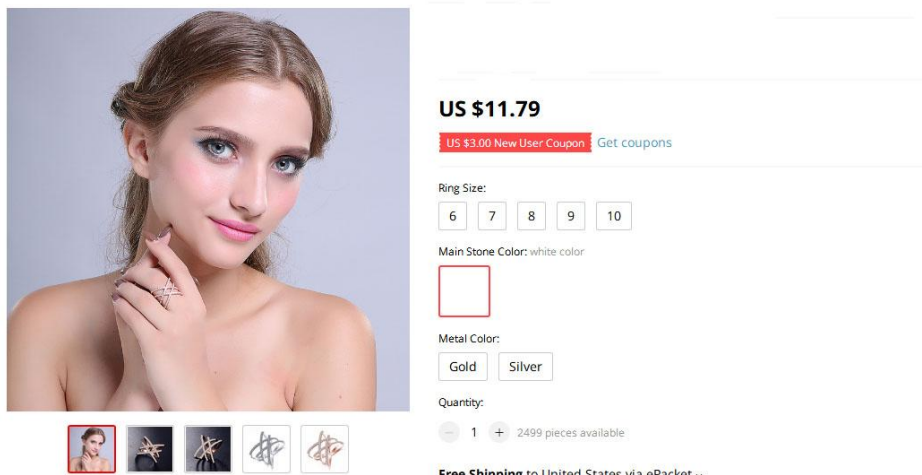 US $11.79
US $3.00 New User Coupon Get coupons
Ring Size:
6 7 8 9 10
Main Stone Color: white color
Metal Color:
Gold Silver
Quantity:
− 1 + 2499 pieces available
Free Shipping to United States via ePacket